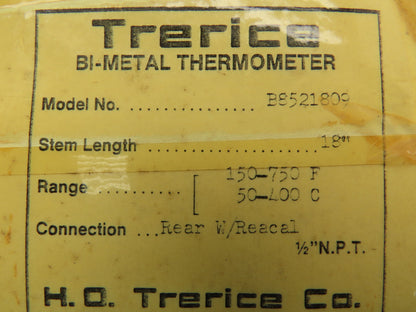 Trerice
BI-METAL THERMOMETER
Model No. ............... B8521809
Stem Length ...................... 18"
Range .......... [ 150-750 F
50-400 C
Connection ... Rear W/Reacal
½"N.P.T.
H.O. Trerice Co.